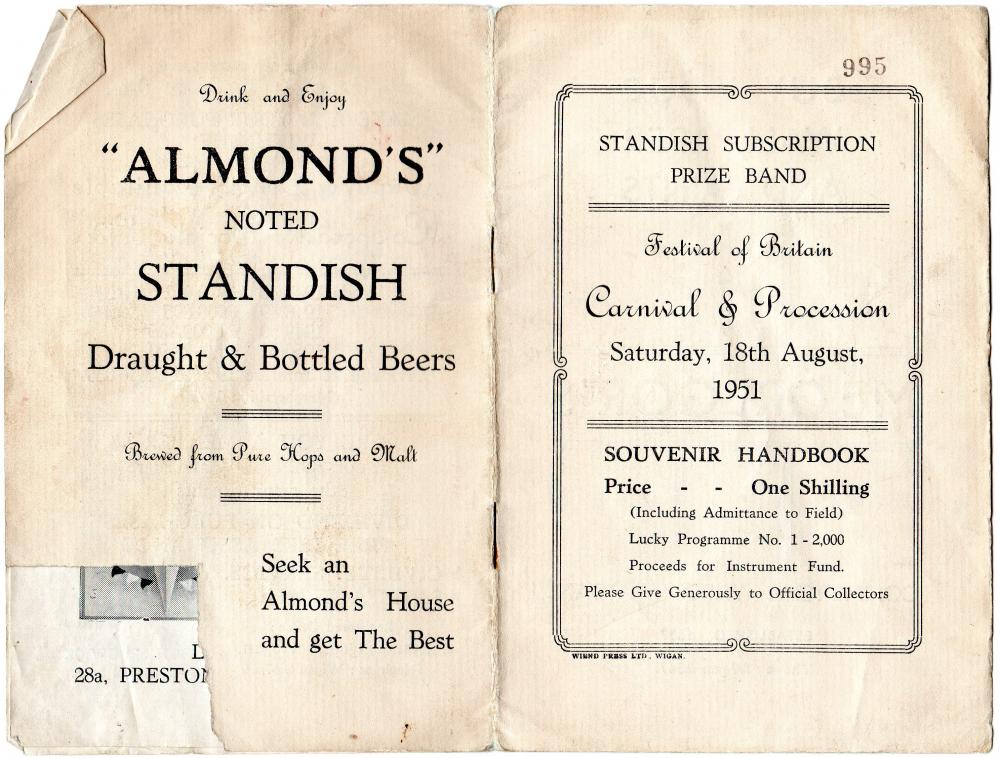 Drink and Enjoy
"ALMOND'S"
NOTED
STANDISH
Draught & Bottled Beers
Brewed from Pure Hops and Malt
Seek an
Almond's House
and get The Best
28a,
995
STANDISH SUBSCRIPTION
PRIZE BAND
Festival of Britain
Carnival & Procession
Saturday, 18th August,
1951
SOUVENIR HANDBOOK
Price - - One Shilling
(Including Admittance to Field)
Lucky Programme No. 1 - 2,000
Proceeds for Instrument Fund.
Please Give Generously to Official Collectors
WIEND PRESS LTD., WIGAN.